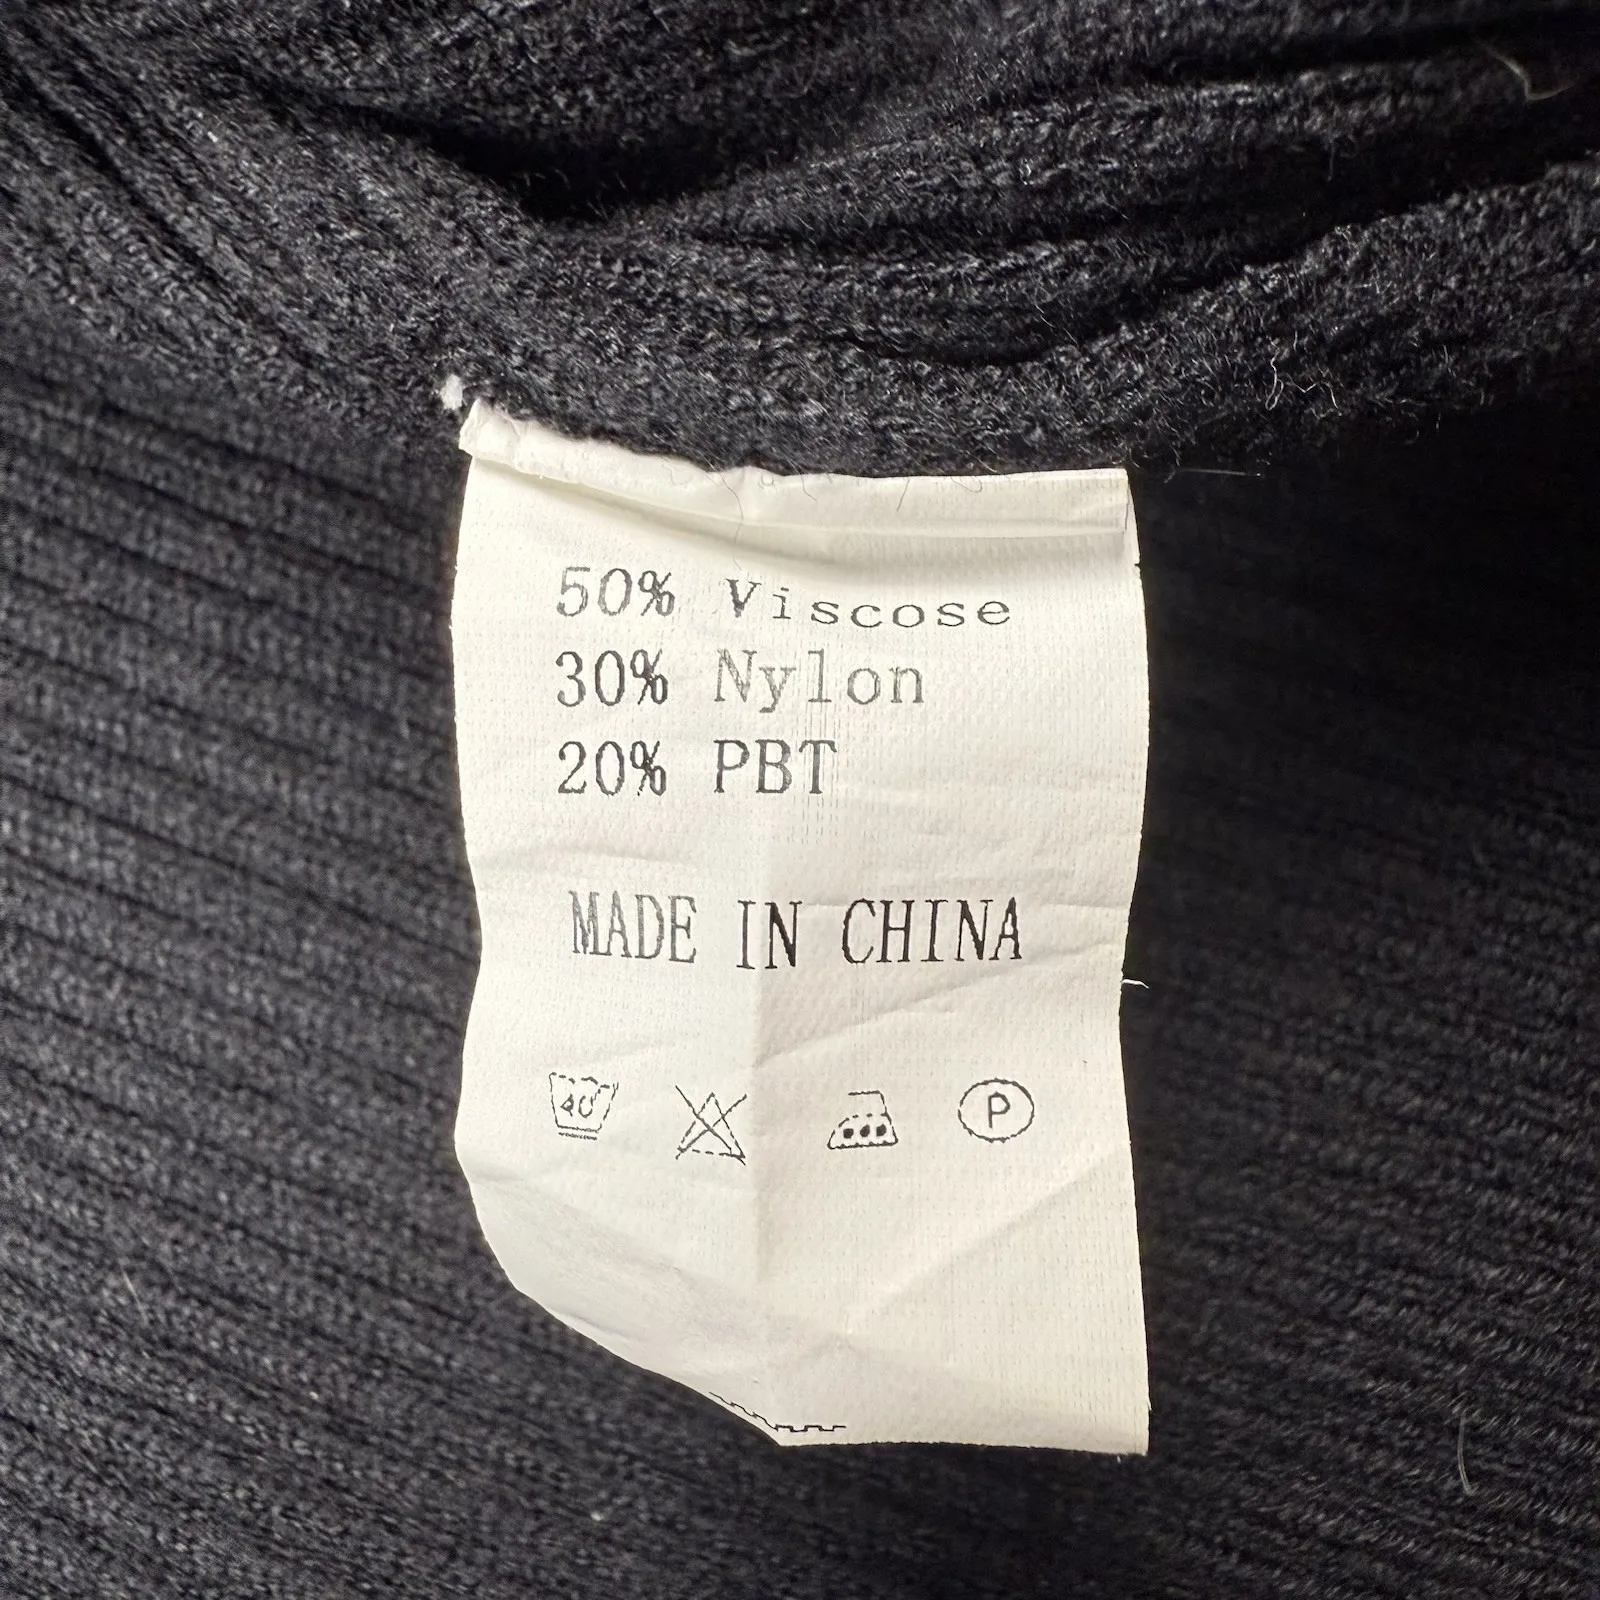 50% Viscose
30% Nylon
20% PBT
MADE IN CHINA
40 P